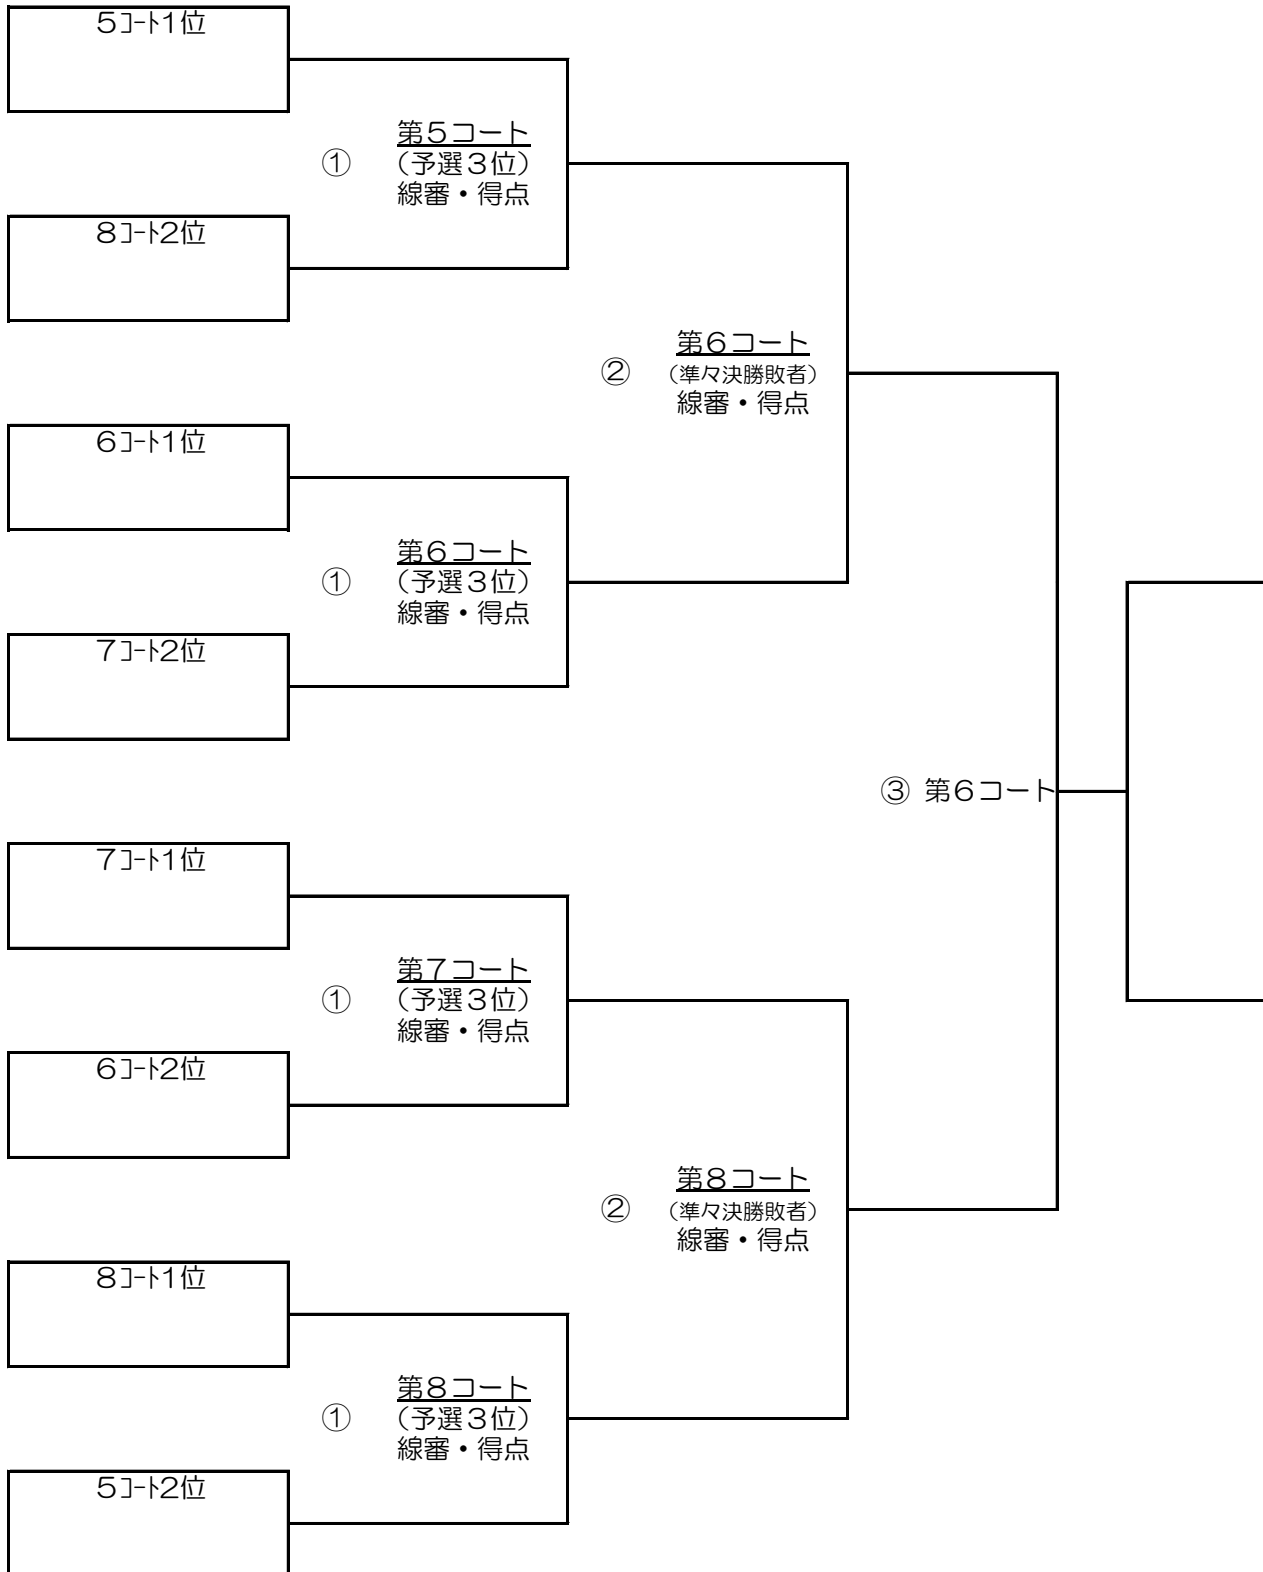 5ｺｰﾄ1位
第5コート
① (予選3位)
線審・得点
8ｺｰﾄ2位
第6コート
② (準々決勝敗者)
線審・得点
6ｺｰﾄ1位
第6コート
① (予選3位)
線審・得点
7ｺｰﾄ2位
③ 第6コート
7ｺｰﾄ1位
第7コート
① (予選3位)
線審・得点
6ｺｰﾄ2位
第8コート
② (準々決勝敗者)
線審・得点
8ｺｰﾄ1位
第8コート
① (予選3位)
線審・得点
5ｺｰﾄ2位